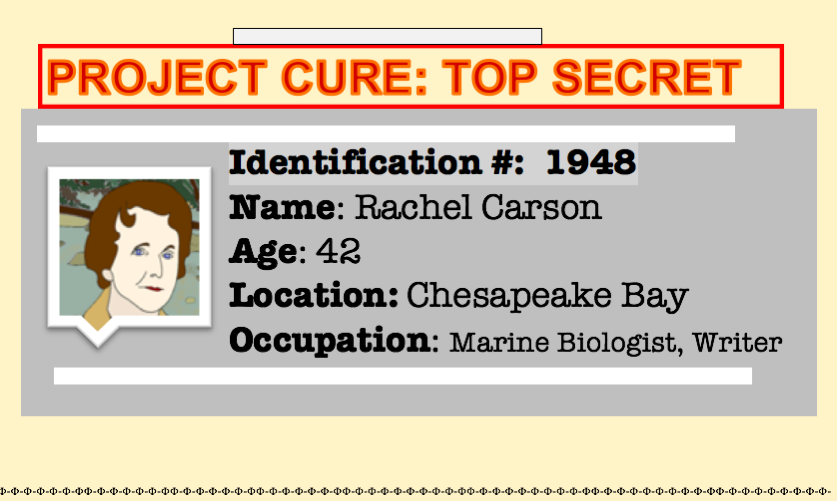 PROJECT CURE: TOP SECRET
Identification #:  1948
Name: Rachel Carson
Age: 42
Location: Chesapeake Bay
Occupation: Marine Biologist, Writer